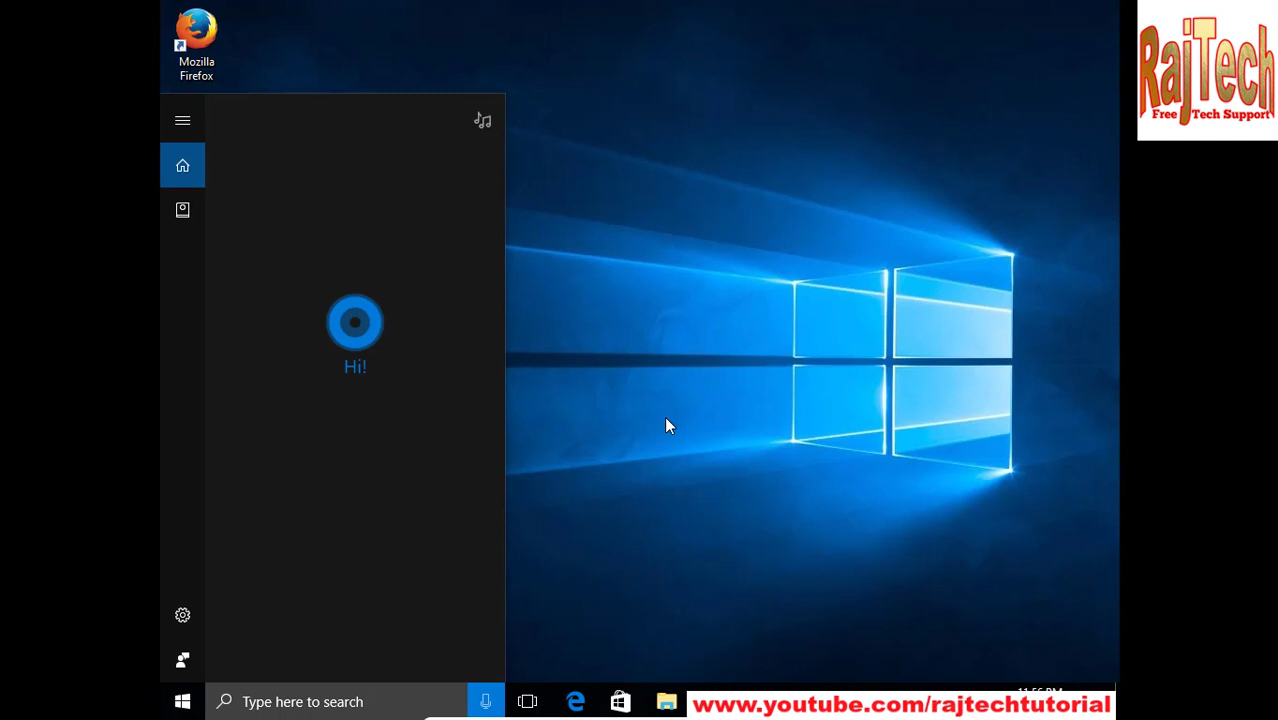 Mozilla
Firefox
RajTech
Free Tech Support
Hi!
Type here to search
www.youtube.com/rajtechtutorial